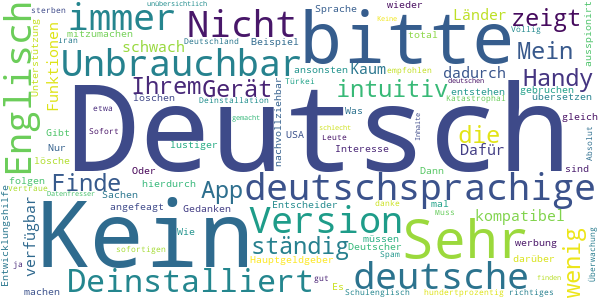 sterben unübersichtlich Sprache wieder Keine
immer Nicht bitte Länder zeigt
mitzumachen Deutschland Beispiel total Völlig
Iran schwach ansonsten Kaum dadurch Mein
Englisch Unterstützung Funktionen Unbrauchbar
Ihrem Gerät intuitiv Handy
löschen Deinstallation Türkei empfohlen entstehen gebrochen übersetzen ausspioniert
etwa gemacht Was Katastrophal deutschen
Deutsch
Gibt Sofort nachvollziehbar USA schlecht Inhalte die gleich
Nur lustiger Leute Interesse Dafür Absolut
lösche Oder Dann sind
folgen Finde hierdurch App deutschsprachige
Vertraue Datenfresser Sachen Gedanken Entscheider danke mal
Kein angefeagt Version Muss Sehr kompatibel werbung
Entwicklungshilfe verfügbar Wie ständig müssen Deutscher darüber wenig Überwachung
ja Hauptgeldgeber Spam deutsche finden
machen sofortigen Deinstalliert gut Es
Schulenglisch hundertprozentig richtiges